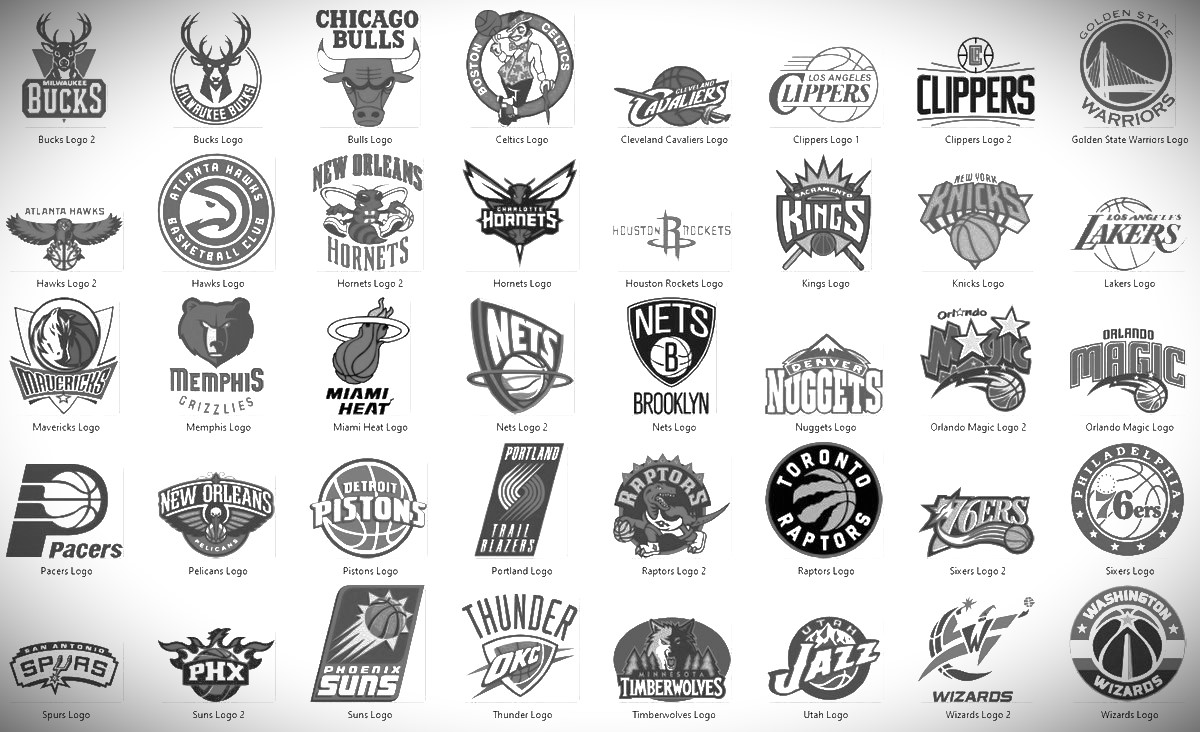 MILWAUKEE
BUCKS
Bucks Logo 2
MILWAUKEE BUCKS
Bucks Logo
CHICAGO
BULLS
Bulls Logo
BOSTON CELTICS
Celtics Logo
CLEVELAND
CAVALIERS
Cleveland Cavaliers Logo
LOS ANGELES
CLIPPERS
Clippers Logo 1
CLIPPERS
Clippers Logo 2
GOLDEN STATE
WARRIORS
Golden State Warriors Logo
ATLANTA HAWKS
Hawks Logo 2
ATLANTA HAWKS
BASKETBALL CLUB
Hawks Logo
NEW ORLEANS
HORNETS
Hornets Logo 2
CHARLOTTE
HORNETS
Hornets Logo
HOUSTON R ROCKETS
Houston Rockets Logo
SACRAMENTO
KINGS
Kings Logo
NEW YORK
KNICKS
Knicks Logo
LOS ANGELES
LAKERS
Lakers Logo
MAVERICKS
Mavericks Logo
MEMPHIS
GRIZZLIES
Memphis Logo
MIAMI
HEAT
Miami Heat Logo
NETS
Nets Logo 2
NETS
B
BROOKLYN
Nets Logo
DENVER
NUGGETS
Nuggets Logo
Orlando
Magic
Orlando Magic Logo 2
ORLANDO
MAGIC
Orlando Magic Logo
Pacers
Pacers Logo
NEW ORLEANS
PELICANS
Pelicans Logo
DETROIT
PISTONS
Pistons Logo
PORTLAND
TRAIL
BLAZERS
Portland Logo
RAPTORS
Raptors Logo 2
TORONTO
RAPTORS
Raptors Logo
76ERS
Sixers Logo 2
PHILADELPHIA
76ers
Sixers Logo
SAN ANTONIO
SPURS
Spurs Logo
PHX
Suns Logo 2
PHOENIX
SUNS
Suns Logo
THUNDER
OKC
Thunder Logo
MINNESOTA
TIMBERWOLVES
Timberwolves Logo
UTAH
JAZZ
Utah Logo
WIZARDS
Wizards Logo 2
WASHINGTON
WIZARDS
Wizards Logo